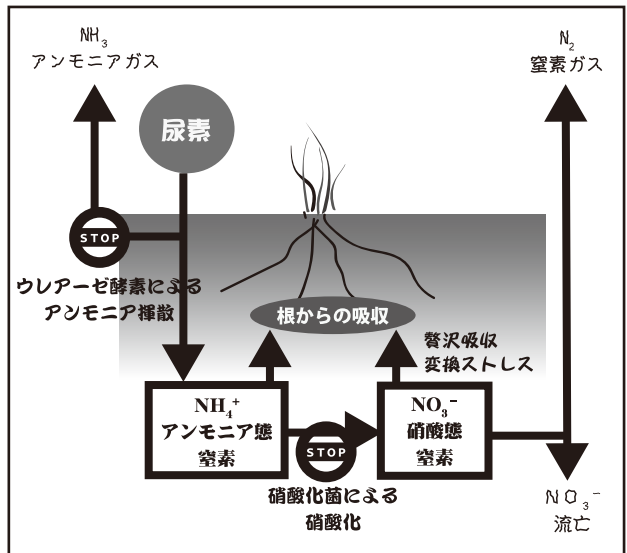 NH₃
アンモニアガス
N₂
窒素ガス
尿素
STOP
ウレアーゼ酵素による
アンモニア揮散
根からの吸収
贅沢吸収
変換ストレス
NH₄⁺
アンモニア態
窒素
NO₃⁻
硝酸態
窒素
STOP
硝酸化菌による
硝酸化
NO₃⁻
流亡